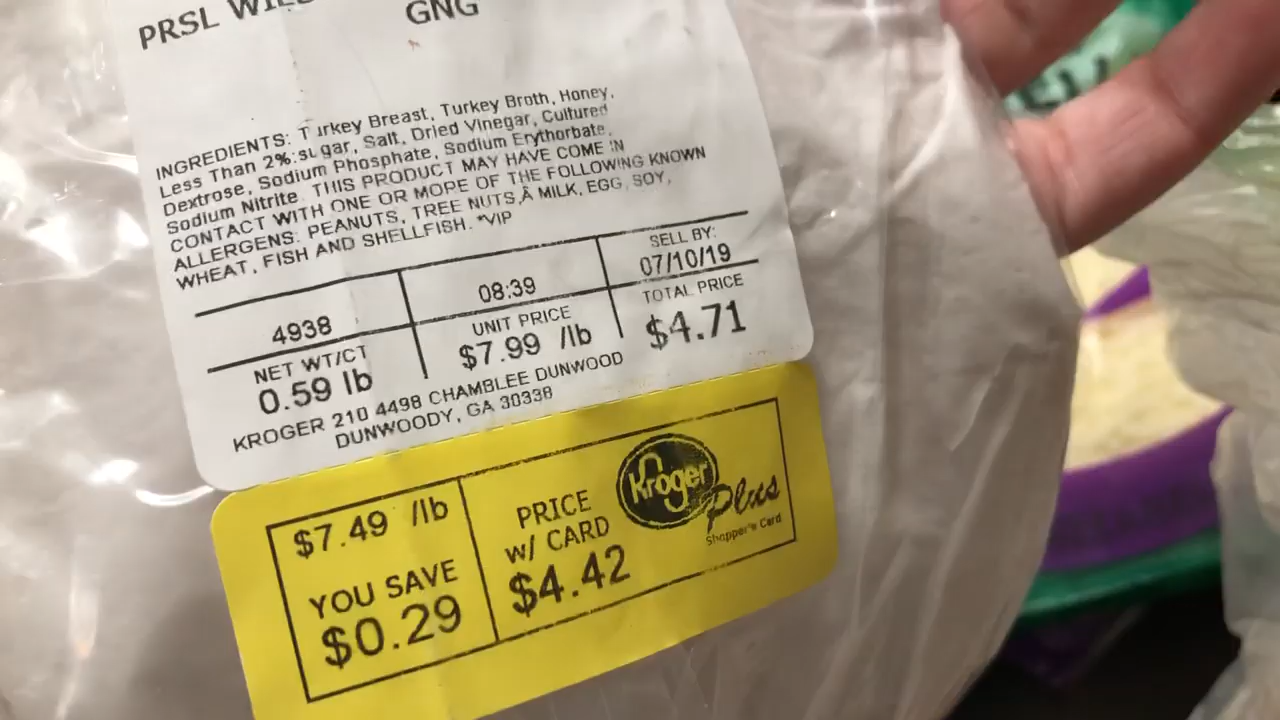 PRSL
GNG
INGREDIENTS: Turkey Breast, Turkey Broth, Honey,
Less Than 2%:sugar, Salt, Dried Vinegar, Cultured
Dextrose, Sodium Phosphate, Sodium Erythorbate,
Sodium Nitrite. THIS PRODUCT MAY HAVE COME IN
CONTACT WITH ONE OR MOPE OF THE FOLLOWING KNOWN
ALLERGENS: PEANUTS, TREE NUTS,Â MILK, EGG, SOY,
WHEAT, FISH AND SHELLFISH. *VIP
4938
08:39
SELL BY:
07/10/19
NET WT/CT
0.59 lb
UNIT PRICE
$7.99 /lb
TOTAL PRICE
$4.71
KROGER 210 4498 CHAMBLEE DUNWOOD
DUNWOODY, GA 30338
$7.49 /lb
YOU SAVE
$0.29
PRICE
w/ CARD
$4.42
Kroger
Plus
Shopper's Card